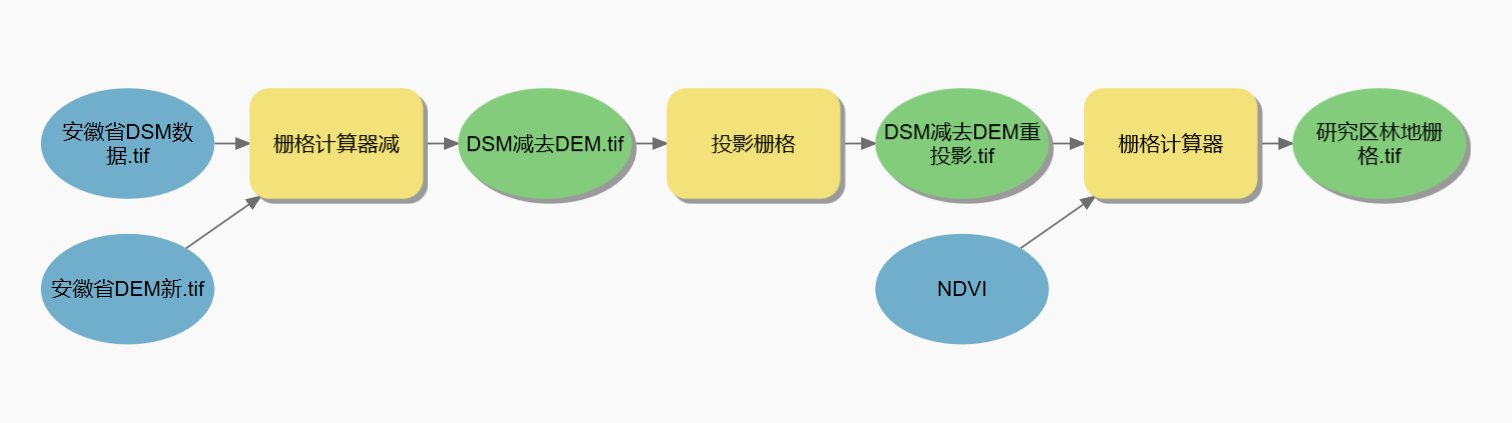 安徽省DSM数
据.tif
栅格计算器减
DSM减去DEM.tif
投影栅格
DSM减去DEM重
投影.tif
栅格计算器
研究区林地栅
格.tif
安徽省DEM新.tif
NDVI